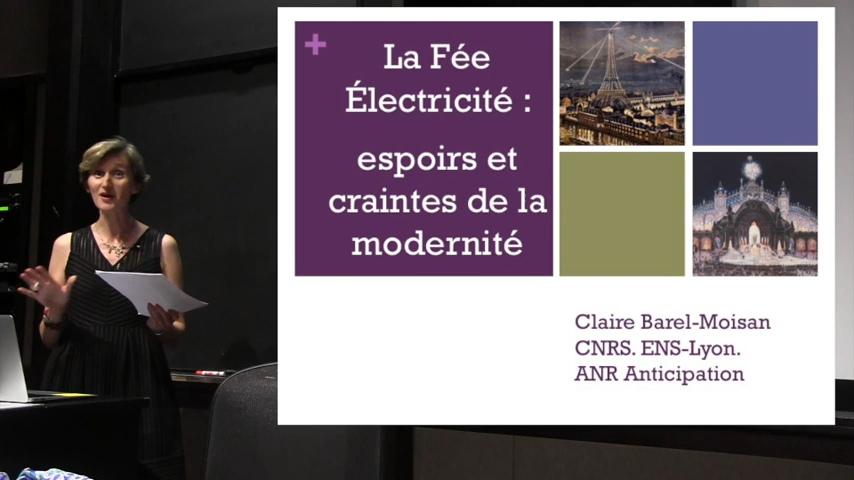 La Fée
Électricité :
espoirs et
craintes de la
modernité
Claire Barel-Moisan
CNRS. ENS-Lyon.
ANR Anticipation